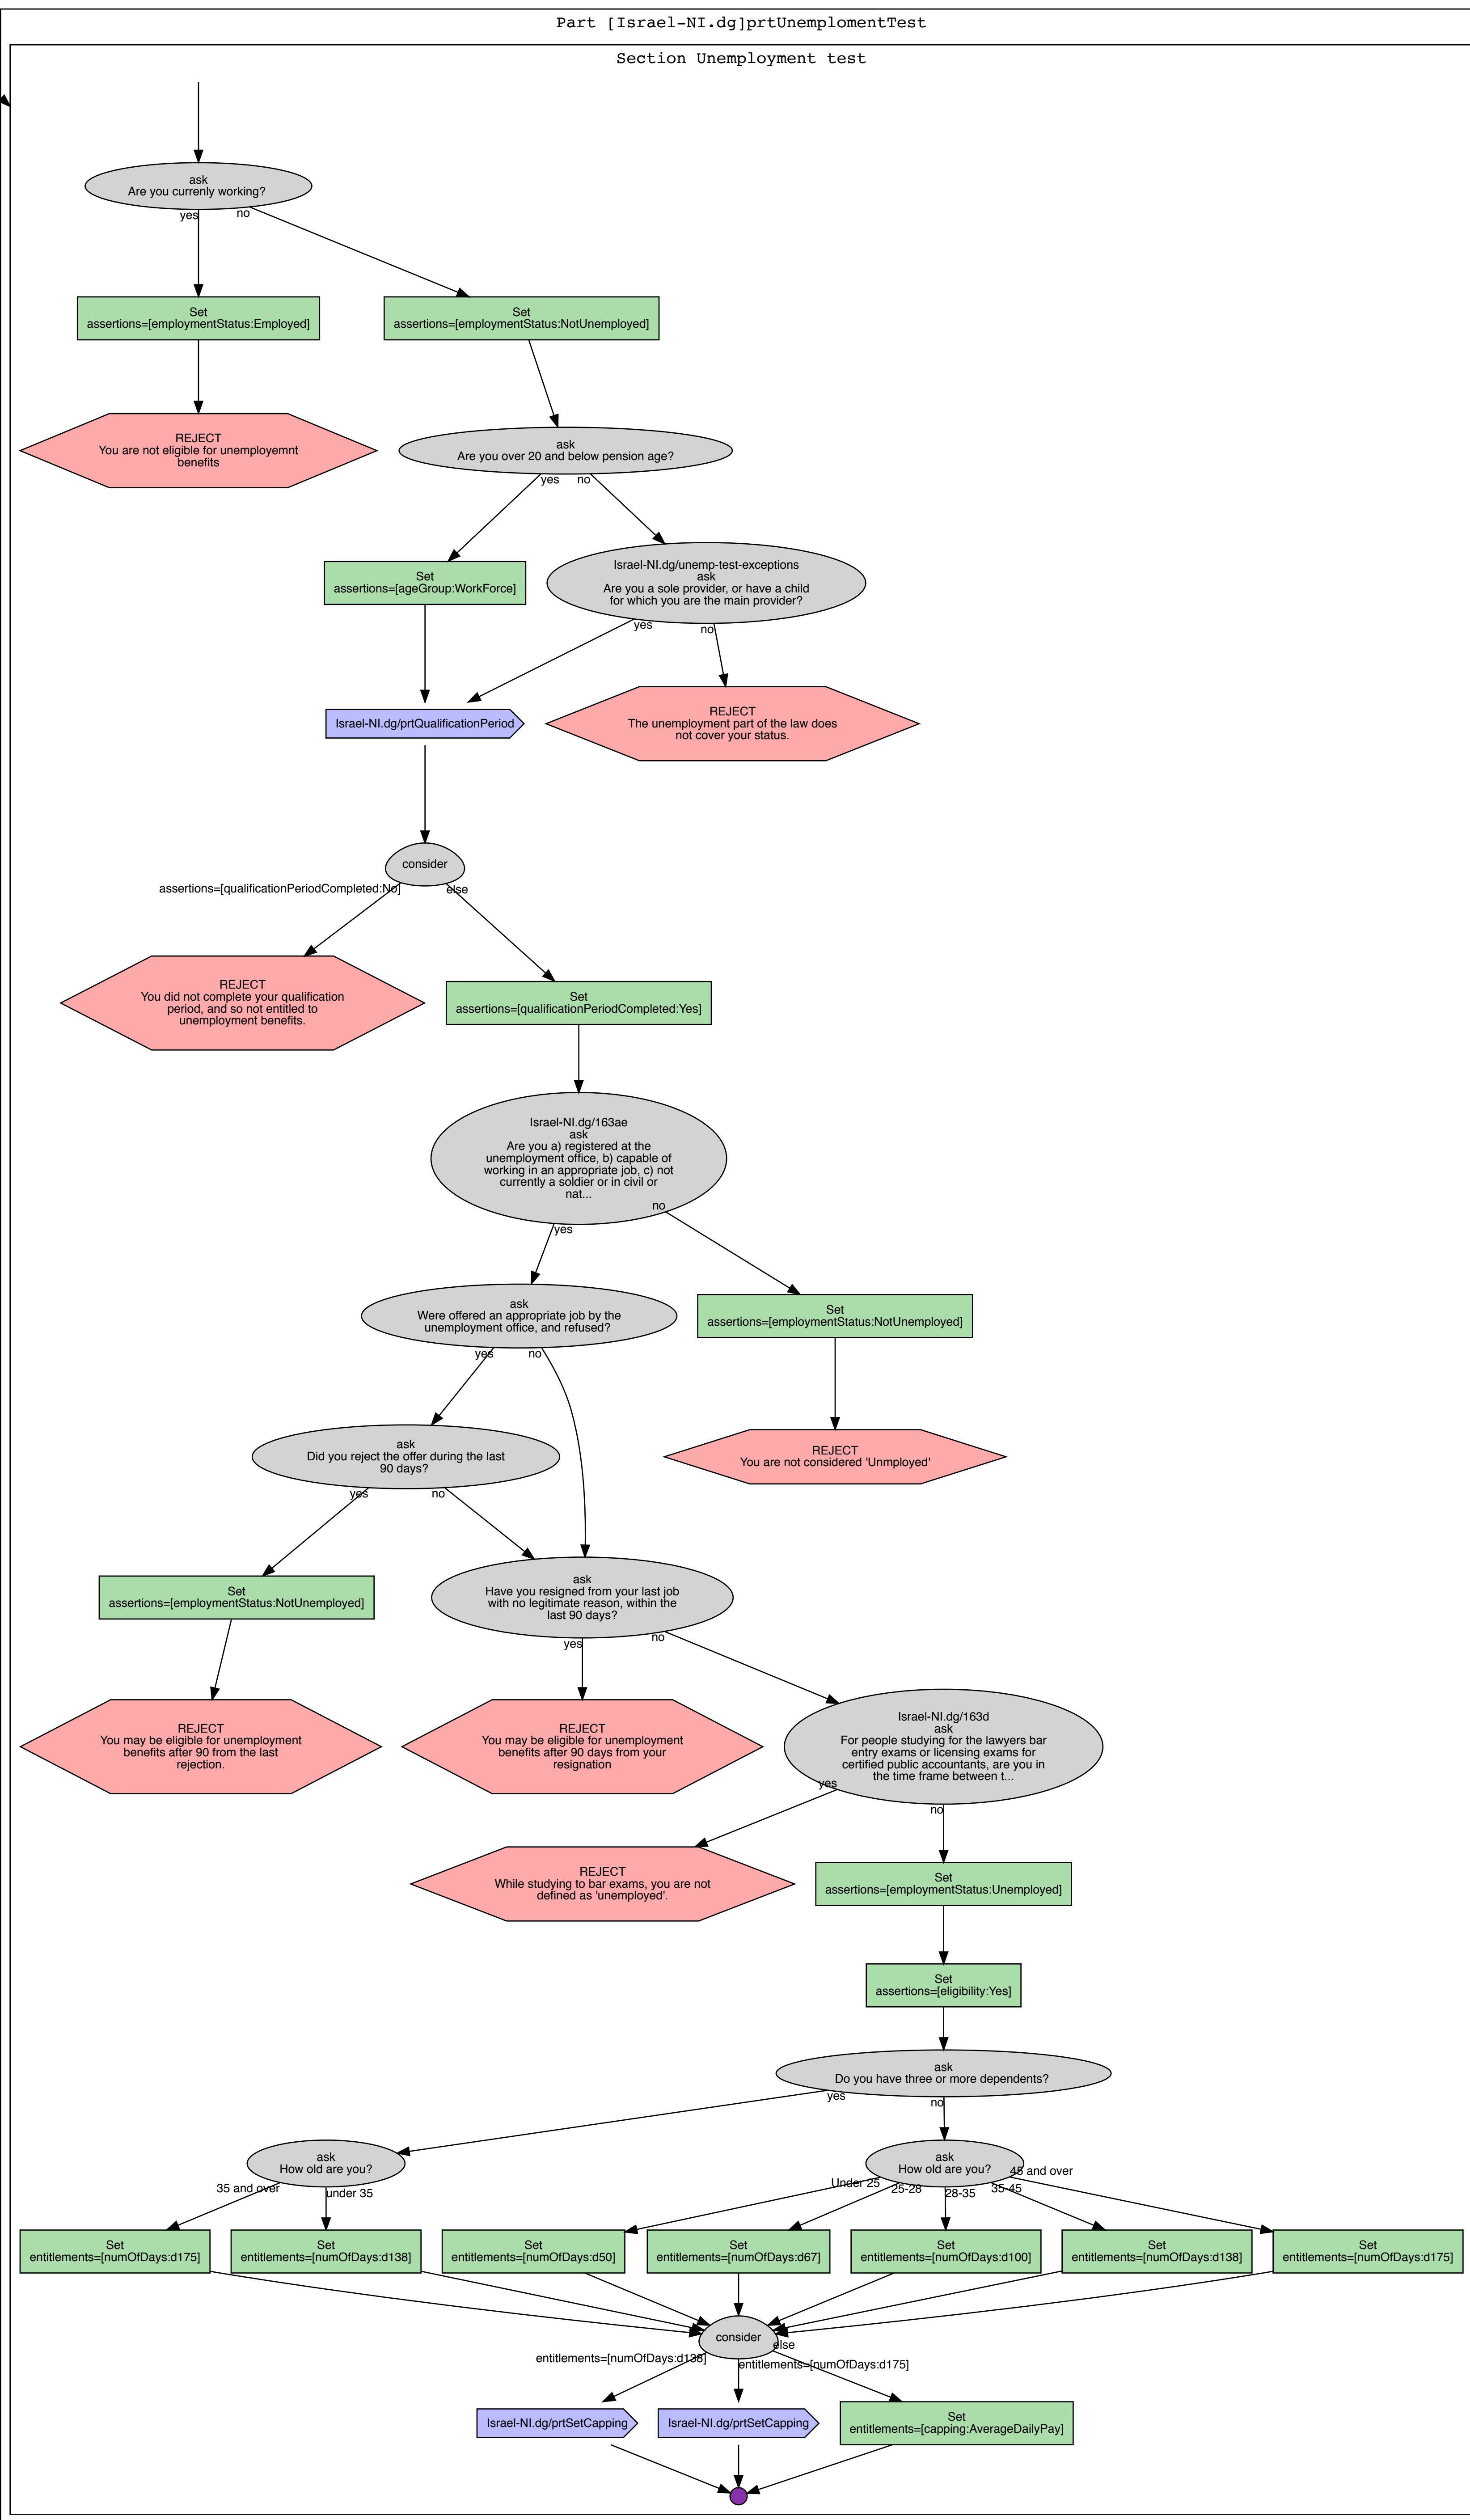 Part [Israel-NI.dg]prtUnemplomentTest
Section Unemployment test
ask
Are you currenly working?
yes
no
Set
assertions=[employmentStatus:Employed]
Set
assertions=[employmentStatus:NotUnemployed]
REJECT
You are not eligible for unemployemnt
benefits
ask
Are you over 20 and below pension age?
yes
no
Set
assertions=[ageGroup:WorkForce]
Israel-NI.dg/unemp-test-exceptions
ask
Are you a sole provider, or have a child
for which you are the main provider?
yes
no
Israel-NI.dg/prtQualificationPeriod
REJECT
The unemployment part of the law does
not cover your status.
consider
assertions=[qualificationPeriodCompleted:No]
else
REJECT
You did not complete your qualification
period, and so not entitled to
unemployment benefits.
Set
assertions=[qualificationPeriodCompleted:Yes]
Israel-NI.dg/163ae
ask
Are you a) registered at the
unemployment office, b) capable of
working in an appropriate job, c) not
currently a soldier or in civil or
nat...
no
yes
ask
Were offered an appropriate job by the
unemployment office, and refused?
Set
assertions=[employmentStatus:NotUnemployed]
yes
no
ask
Did you reject the offer during the last
90 days?
REJECT
You are not considered 'Unmployed'
yes
no
Set
assertions=[employmentStatus:NotUnemployed]
ask
Have you resigned from your last job
with no legitimate reason, within the
last 90 days?
yes
no
REJECT
You may be eligible for unemployment
benefits after 90 from the last
rejection.
REJECT
You may be eligible for unemployment
benefits after 90 days from your
resignation
Israel-NI.dg/163d
ask
For people studying for the lawyers bar
entry exams or licensing exams for
certified public accountants, are you in
the time frame between t...
yes
no
REJECT
While studying to bar exams, you are not
defined as 'unemployed'.
Set
assertions=[employmentStatus:Unemployed]
Set
assertions=[eligibility:Yes]
ask
Do you have three or more dependents?
yes
no
ask
How old are you?
ask
How old are you?
35 and over
under 35
Under 25
25-28
28-35
35-45
45 and over
Set
entitlements=[numOfDays:d175]
Set
entitlements=[numOfDays:d138]
Set
entitlements=[numOfDays:d50]
Set
entitlements=[numOfDays:d67]
Set
entitlements=[numOfDays:d100]
Set
entitlements=[numOfDays:d138]
Set
entitlements=[numOfDays:d175]
consider
entitlements=[numOfDays:d138]
entitlements=[numOfDays:d175]
else
Israel-NI.dg/prtSetCapping
Israel-NI.dg/prtSetCapping
Set
entitlements=[capping:AverageDailyPay]